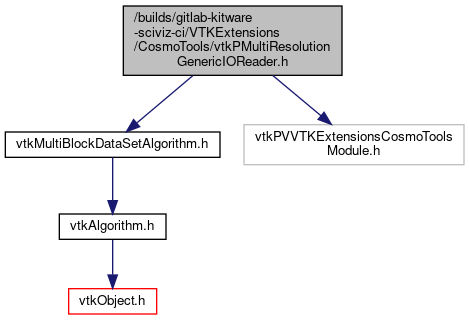 /builds/gitlab-kitware
-sciviz-ci/VTKExtensions
/CosmoTools/vtkPMultiResolution
GenericIOReader.h
vtkMultiBlockDataSetAlgorithm.h
vtkPVVTKExtensionsCosmoTools
Module.h
vtkAlgorithm.h
vtkObject.h